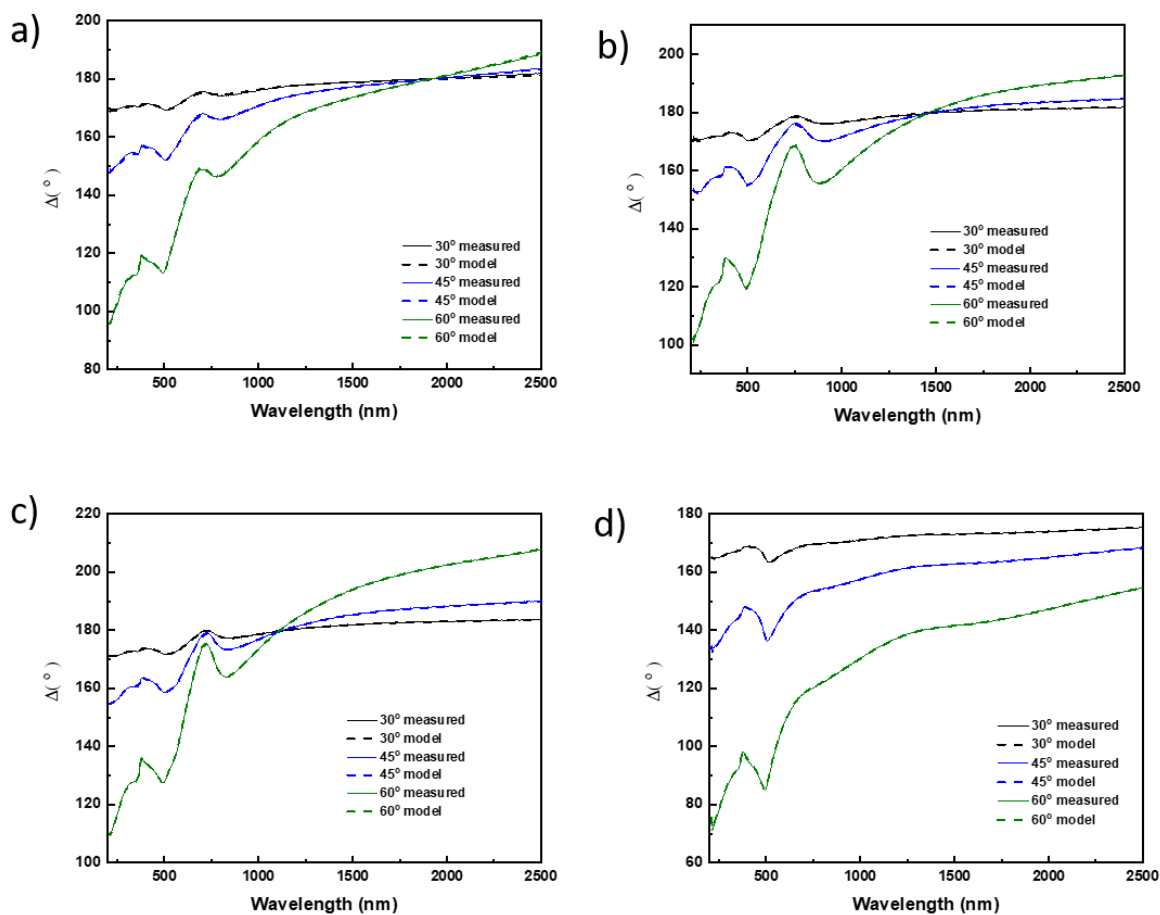 a)
200
180
160
140
120
100
80
Δ(°)
500
1000
1500
2000
2500
Wavelength (nm)
30° measured
30° model
45° measured
45° model
60° measured
60° model
b)
200
180
160
140
120
100
Δ(°)
500
1000
1500
2000
2500
Wavelength (nm)
30° measured
30° model
45° measured
45° model
60° measured
60° model
c)
220
200
180
160
140
120
100
Δ(°)
500
1000
1500
2000
2500
Wavelength (nm)
30° measured
30° model
45° measured
45° model
60° measured
60° model
d)
180
160
140
120
100
80
60
Δ(°)
500
1000
1500
2000
2500
Wavelength (nm)
30° measured
30° model
45° measured
45° model
60° measured
60° model